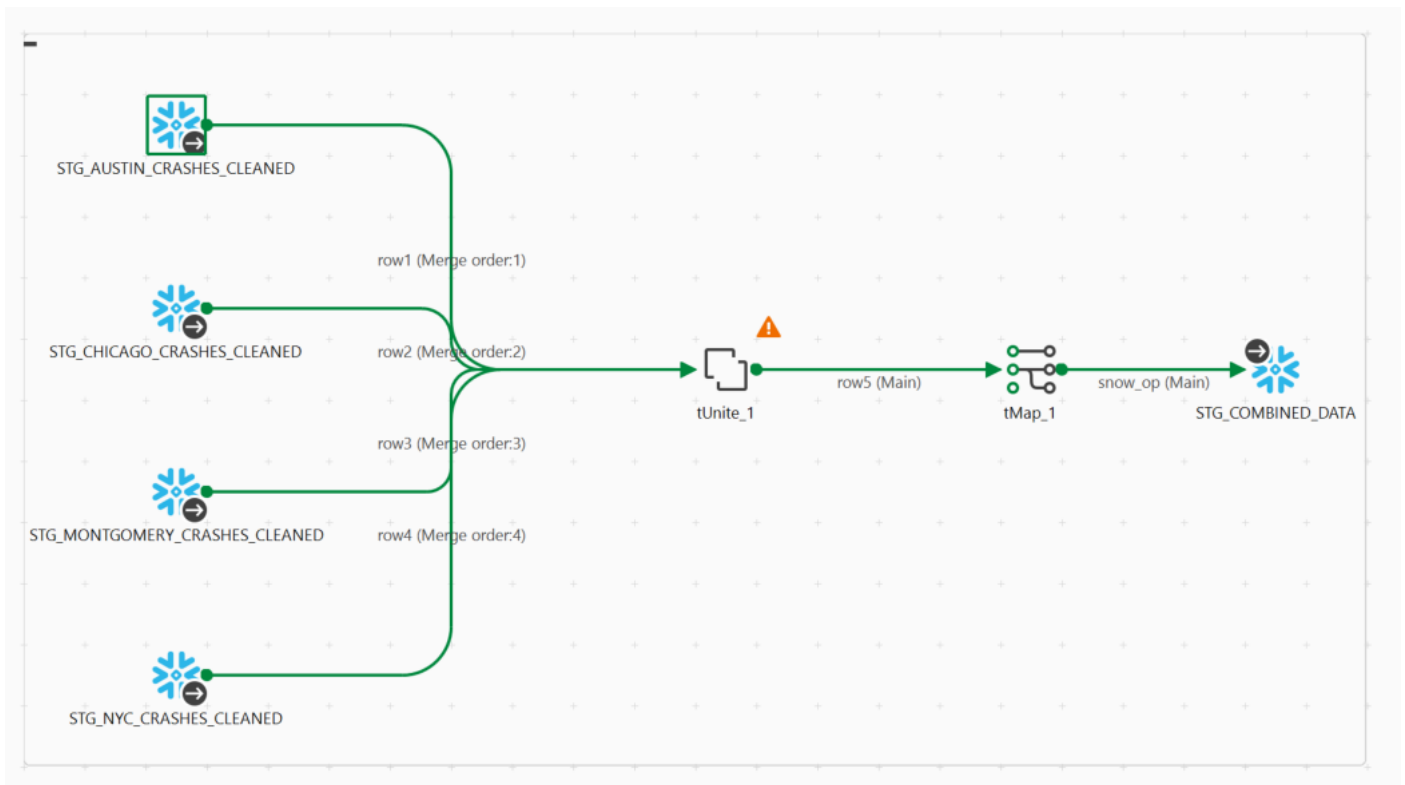 STG_AUSTIN_CRASHES_CLEANED
row1 (Merge order:1)
STG_CHICAGO_CRASHES_CLEANED
row2 (Merge order:2)
tUnite_1
row5 (Main)
tMap_1
snow_op (Main)
STG_COMBINED_DATA
row3 (Merge order:3)
STG_MONTGOMERY_CRASHES_CLEANED
row4 (Merge order:4)
STG_NYC_CRASHES_CLEANED